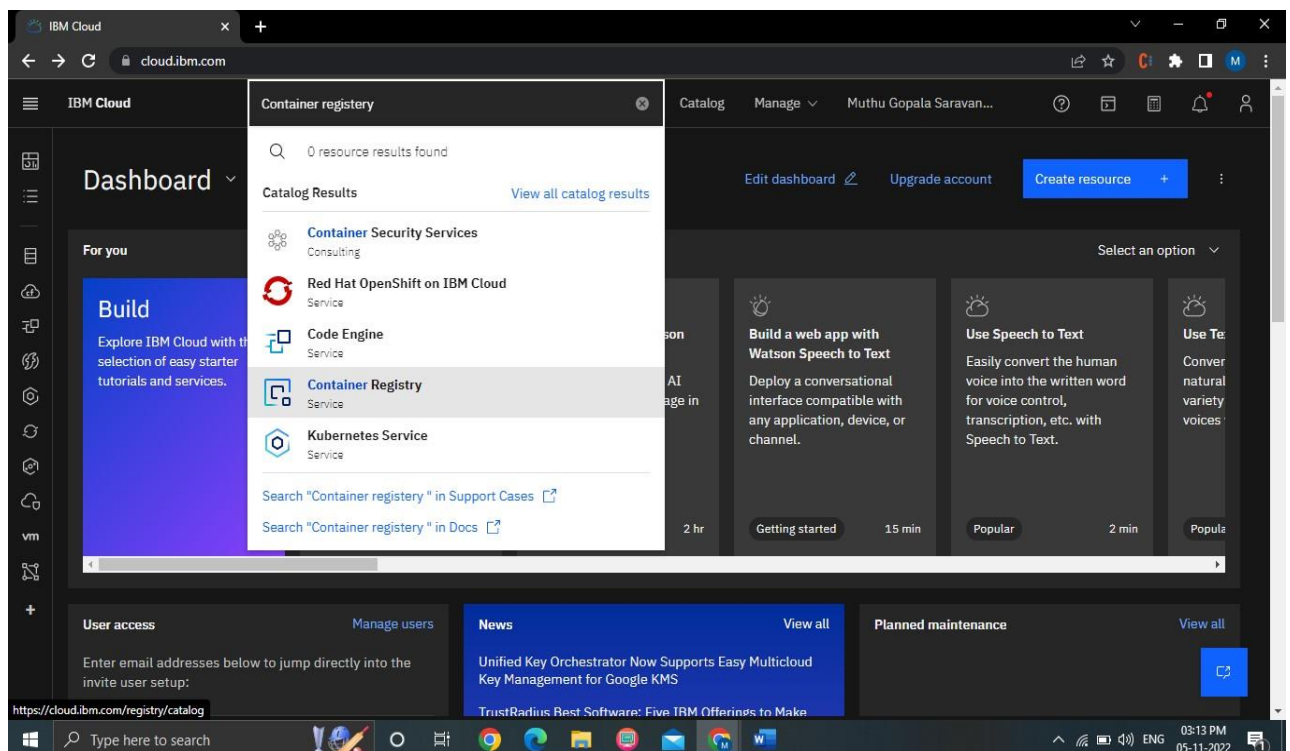 IBM Cloud
cloud.ibm.com
M
IBM Cloud
Container registery
Catalog
Manage
Muthu Gopala Saravan...
0 resource results found
Dashboard
Edit dashboard
Upgrade account
Create resource +
Catalog Results
View all catalog results
For you
Select an option
Container Security Services
Consulting
Red Hat OpenShift on IBM Cloud
Service
Code Engine
Service
Container Registry
Service
Kubernetes Service
Service
Search "Container registery " in Support Cases
Search "Container registery " in Docs
Build
Explore IBM Cloud with th
selection of easy starter
tutorials and services.
son
AI
age in
2 hr
Build a web app with
Watson Speech to Text
Deploy a conversational
interface compatible with
any application, device, or
channel.
Getting started
15 min
Use Speech to Text
Easily convert the human
voice into the written word
for voice control,
transcription, etc. with
Speech to Text.
Popular
2 min
Use Te
Conver
natural
variety
voices
Popula
vm
User access
Manage users
Enter email addresses below to jump directly into the
invite user setup:
News
View all
Unified Key Orchestrator Now Supports Easy Multicloud
Key Management for Google KMS
TrustRadius Best Software: Five IBM Offerings to Make
Planned maintenance
View all
https://cloud.ibm.com/registry/catalog
Type here to search
ENG
03:13 PM
05-11-2022